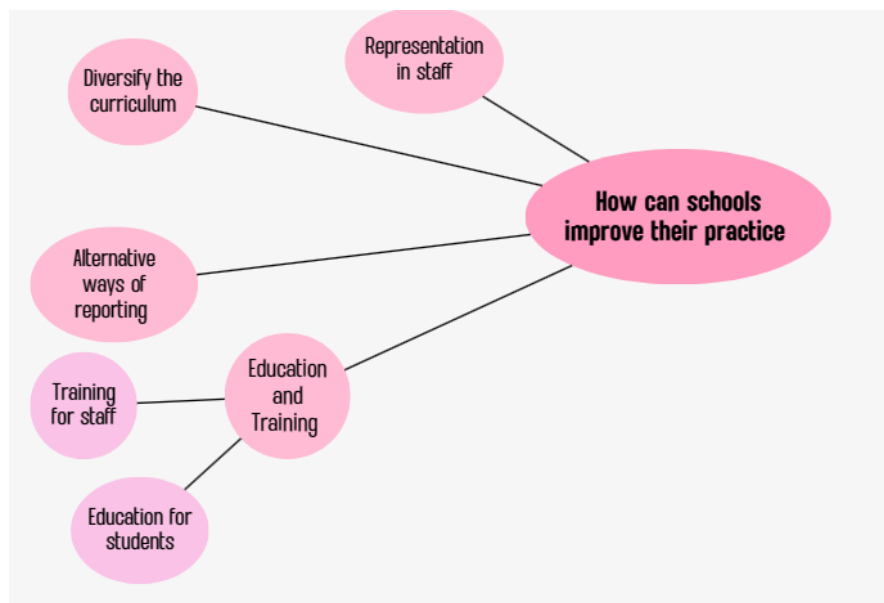 Representation
in staff
Diversify the
curriculum
How can schools
improve their practice
Alternative
ways of
reporting
Education
and
Training
Training
for staff
Education for
students